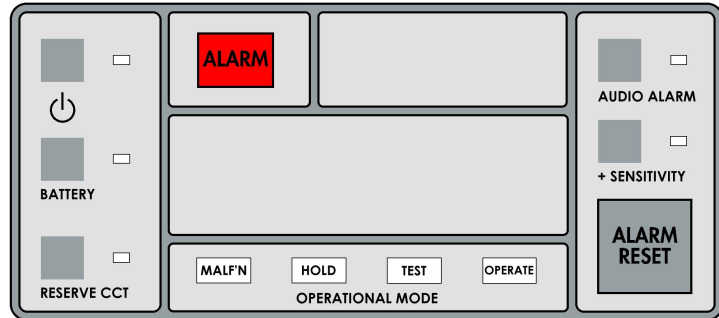 ALARM
AUDIO ALARM
BATTERY
+ SENSITIVITY
ALARM
RESET
MALF'N
HOLD
TEST
OPERATE
RESERVE CCT
OPERATIONAL MODE